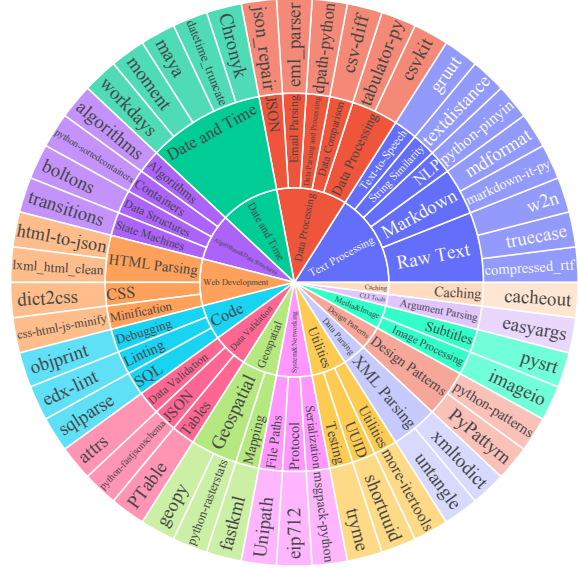 Text Processing
Text-to-Speech
gruut
String Similarity
textdistance
NLP
python-pinyin
Markdown
mdformat
markdown-it-py
Raw Text
w2n
truecase
compressed_rtf
Data Processing
JSON
json_repair
Email Parsing
eml_parser
Data Parsing and Processing
dpath-python
Data Comparison
csv-diff
Data Processing
tabulator-py
csvkit
Date and Time
Date and Time
Chronyk
datetime_truncate
maya
moment
workdays
Algorithms&Data Structures
Algorithms
algorithms
Containers
python-sortedcontainers
Data Structures
boltons
State Machines
transitions
Web Development
HTML Parsing
html-to-json
lxml_html_clean
CSS
dict2css
Minification
css-html-js-minify
Code
Debugging
objprint
Linting
edx-lint
SQL
sqlparse
Data Validation
Data Validation
attrs
JSON
python-fastjsonschema
Tables
PTable
Geospatial
Geospatial
geopy
python-rasterstats
Mapping
fastkml
System&Networking
File Paths
Unipath
Protocol
eip712
Serialization
msgpack-python
Utilities
Testing
tryme
UUID
shortuuid
Utilities
more-itertools
Data Parsing
XML Parsing
untangle
xmltodict
Design Patterns
Design Patterns
PyPattyrn
python-patterns
Media&Image
Image Processing
imageio
Subtitles
pysrt
CLI Tools
Argument Parsing
easyargs
Caching
Caching
cacheout